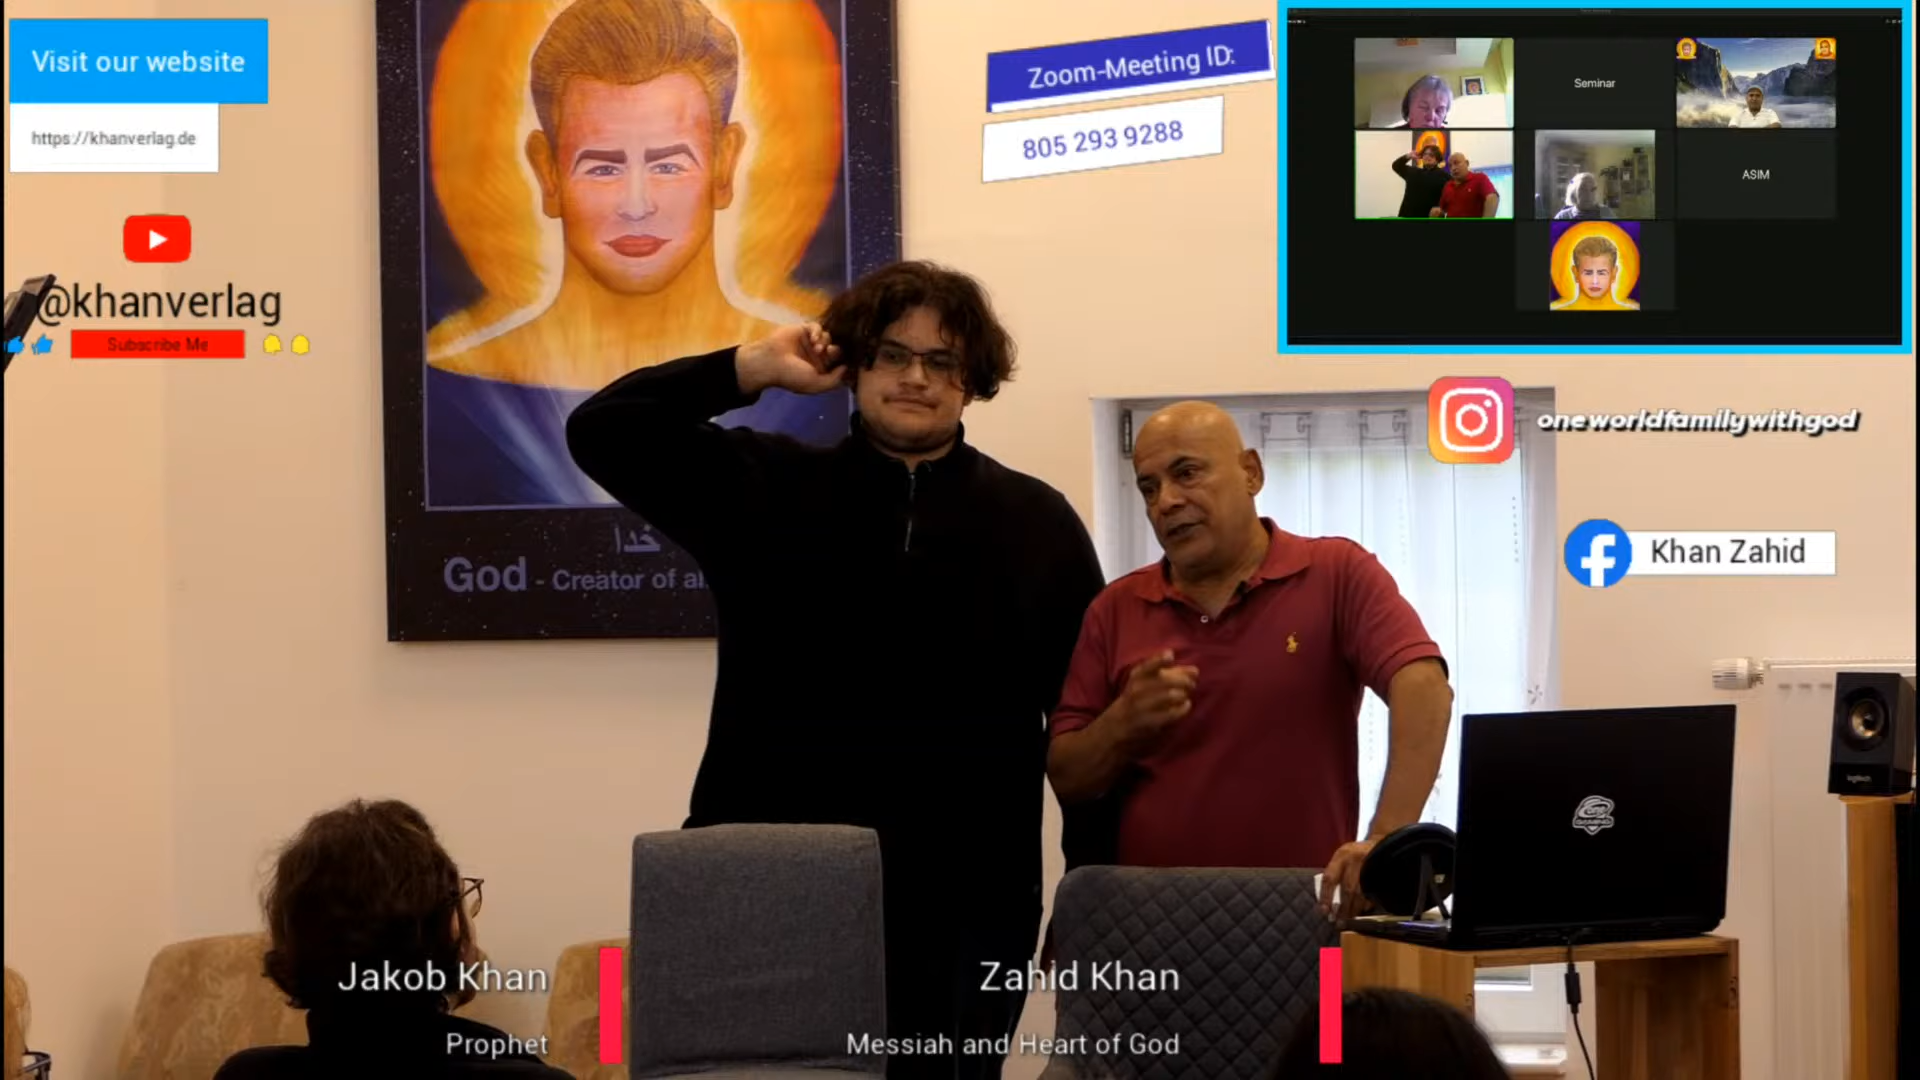 Visit our website
https://khanverlag.de
@khanverlag
Subscribe Me
Zoom-Meeting ID:
805 293 9288
Seminar
ASIM
oneworldfamilywithgod
Khan Zahid
خدا
God - Creator of al
logitech
Jakob Khan
Prophet
Zahid Khan
Messiah and Heart of God